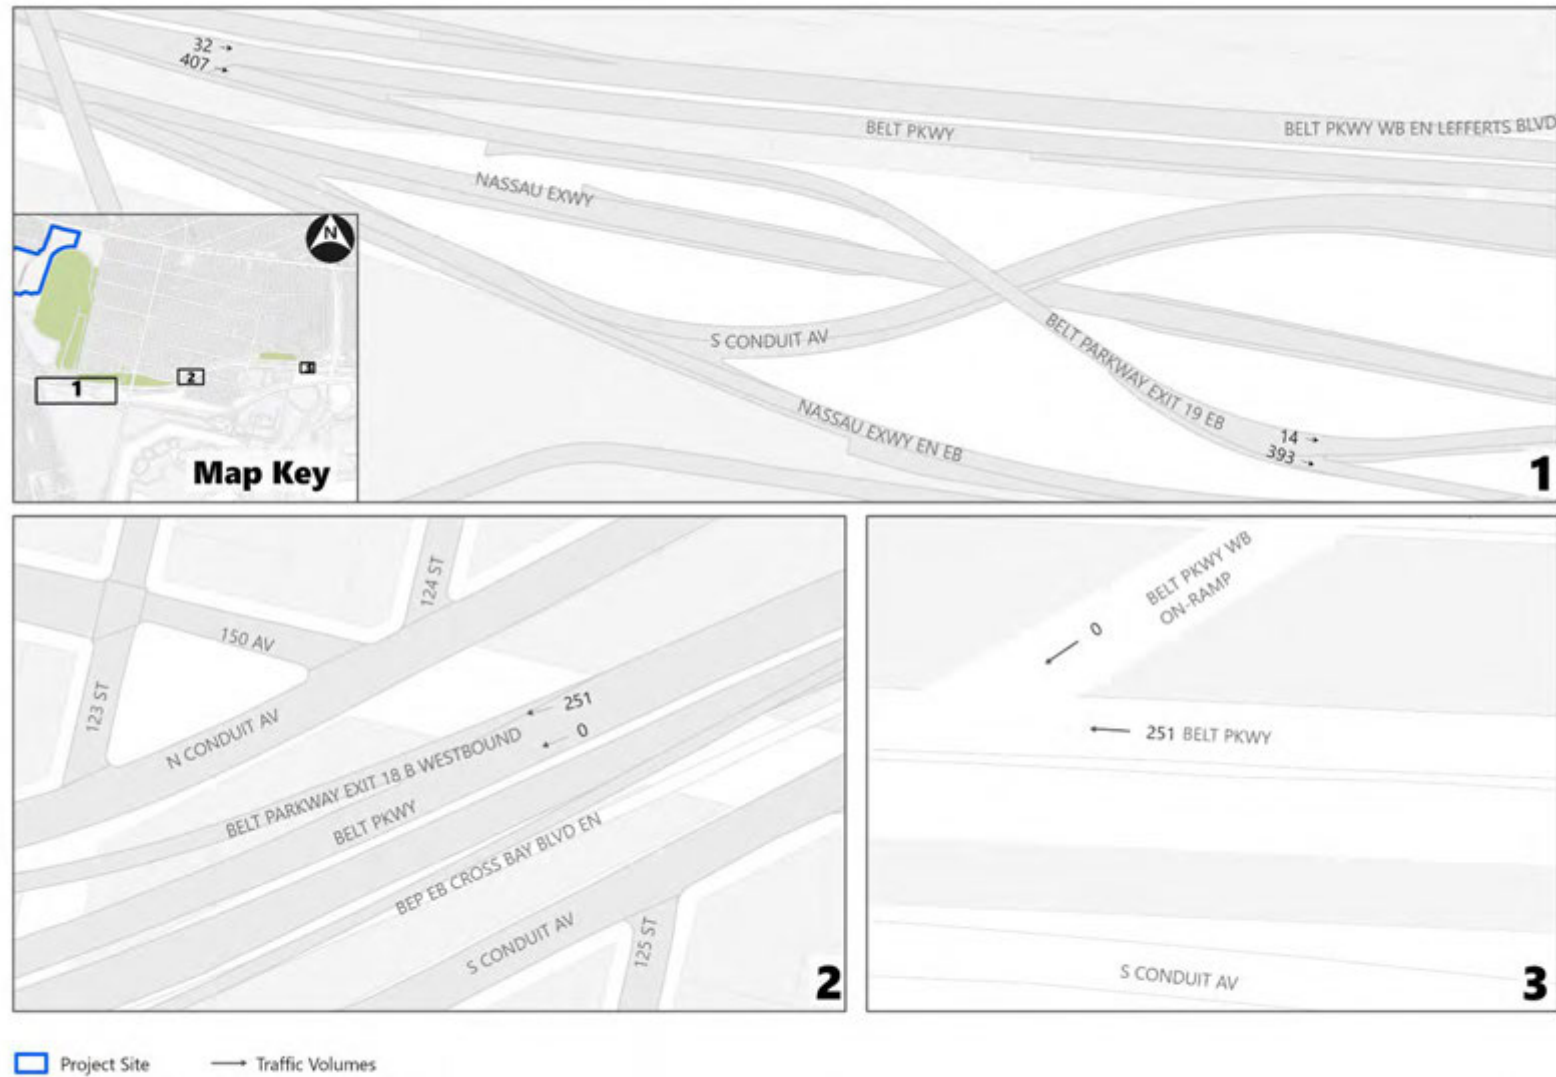 32
407
BELT PKWY
BELT PKWY WB EN LEFFERTS BLVD
NASSAU EXWY
N
S CONDUIT AV
BELT PARKWAY EXIT 19 EB
NASSAU EXWY EN EB
14
393
1
2
3
Map Key
1
124 ST
150 AV
123 ST
N CONDUIT AV
251
0
BELT PARKWAY EXIT 18 B WESTBOUND
BELT PKWY
BEP EB CROSS BAY BLVD EN
S CONDUIT AV
125 ST
2
BELT PKWY WB
ON-RAMP
0
251 BELT PKWY
S CONDUIT AV
3
Project Site
Traffic Volumes